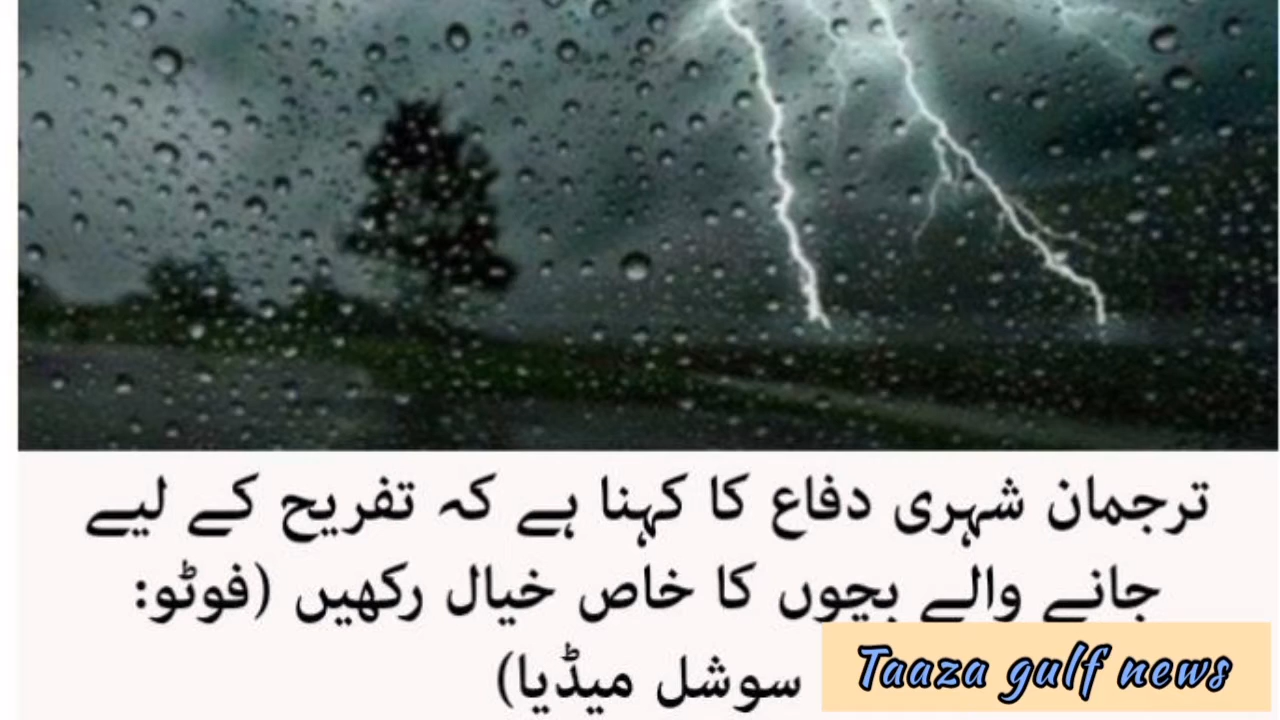 ترجمان شہری دفاع کا کہنا ہے کہ تفریح کے لیے
جانے والے بچوں کا خاص خیال رکھیں (فوٹو:
سوشل میڈیا)
Taaza gulf news